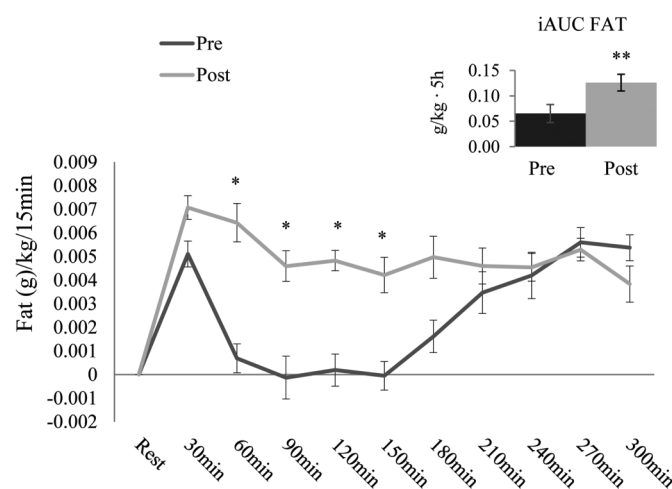 iAUC FAT
Pre
Post
**
g/kg · 5h
0.15
0.10
0.05
0.00
Pre Post
Fat (g)/kg/15min
0.009
0.008
0.007
0.006
0.005
0.004
0.003
0.002
0.001
0
-0.001
-0.002
* * * *
Rest 30min 60min 90min 120min 150min 180min 210min 240min 270min 300min